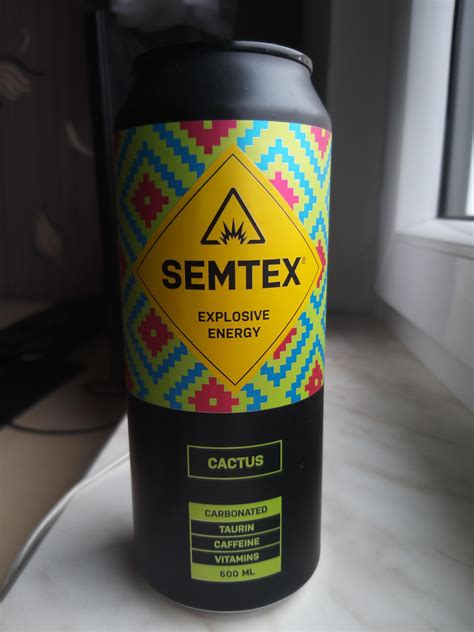 SEMTEX®
EXPLOSIVE
ENERGY
CACTUS
CARBONATED
TAURIN
CAFFEINE
VITAMINS
500 ML